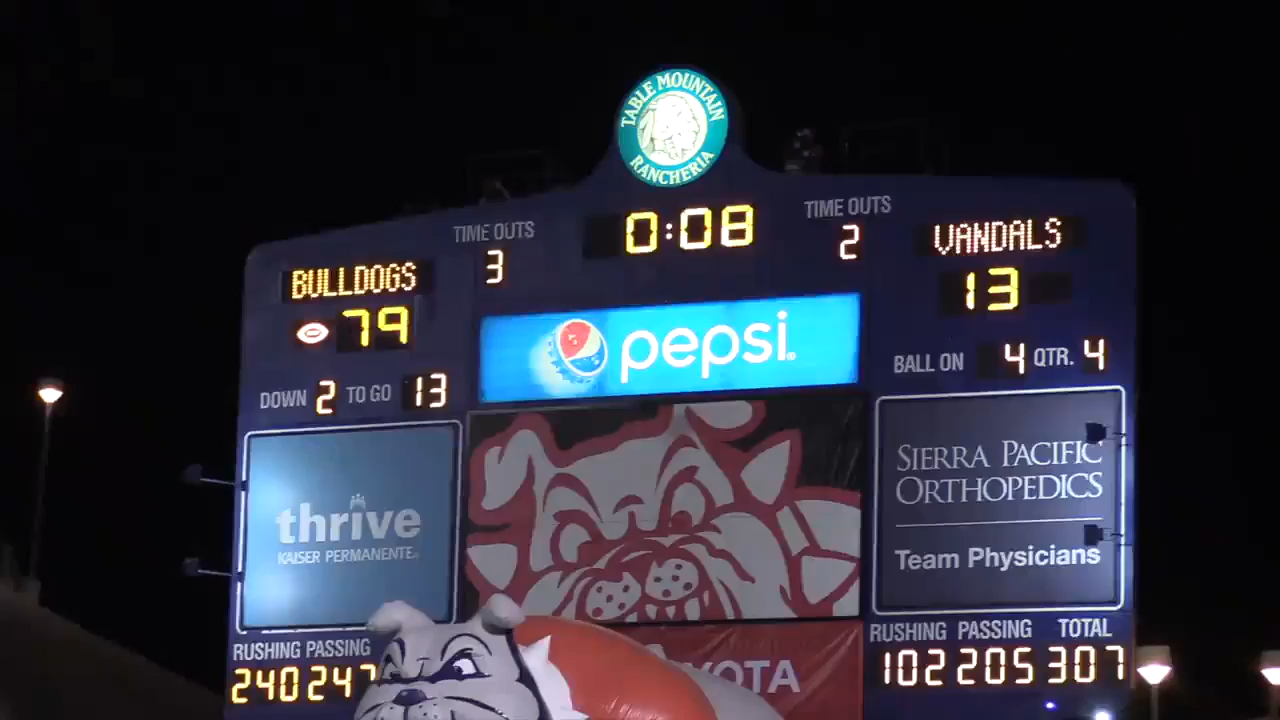 TABLE MOUNTAIN
RANCHERIA
TIME OUTS
3
0:08
TIME OUTS
2
BULLDOGS
79
VANDALS
13
pepsi
DOWN 2 TO GO 13
BALL ON 4 QTR. 4
thrive
KAISER PERMANENTE
SIERRA PACIFIC
ORTHOPEDICS
Team Physicians
RUSHING PASSING
240 247
RUSHING PASSING TOTAL
102 205 307